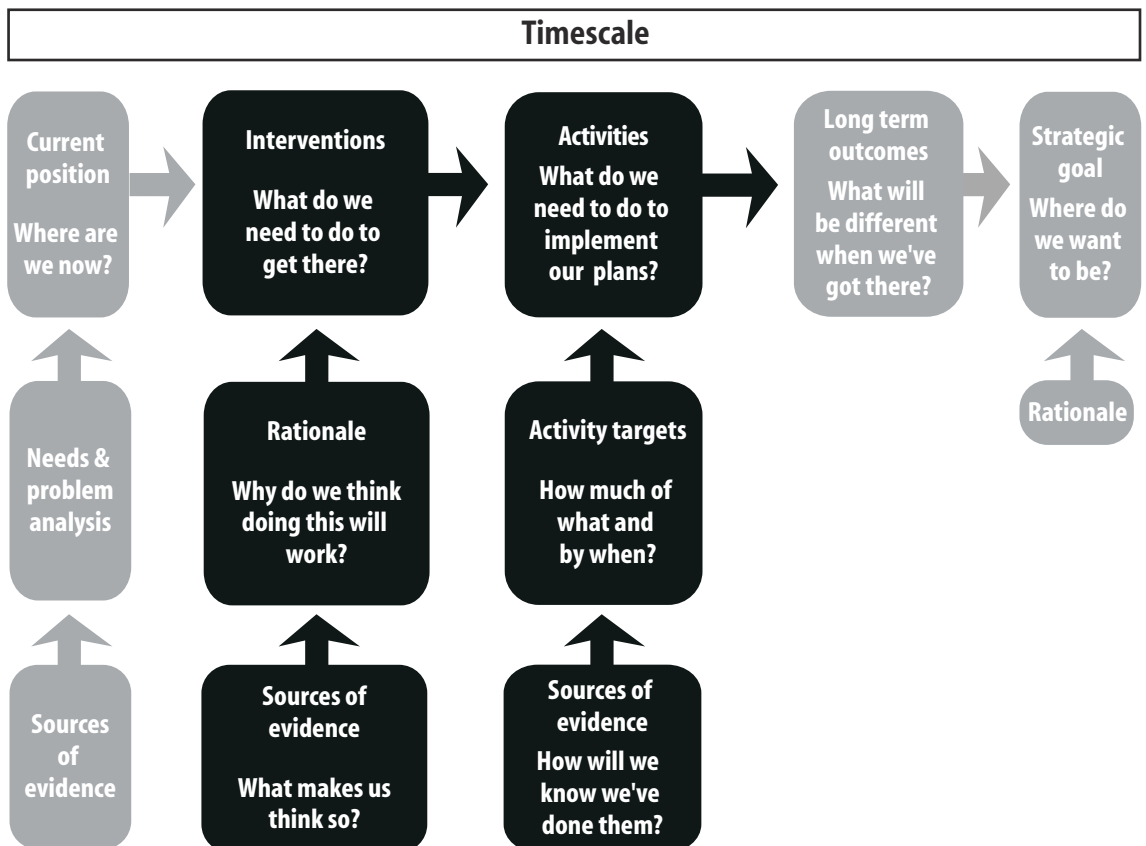 Timescale
Current
position
Where are
we now?
Interventions
What do we
need to do to
get there?
Activities
What do we
need to do to
implement
our plans?
Long term
outcomes
What will
be different
when we've
got there?
Strategic
goal
Where do
we want
to be?
Needs &
problem
analysis
Rationale
Why do we think
doing this will
work?
Activity targets
How much of
what and
by when?
Rationale
Sources
of
evidence
Sources of
evidence
What makes us
think so?
Sources of
evidence
How will we
know we've
done them?